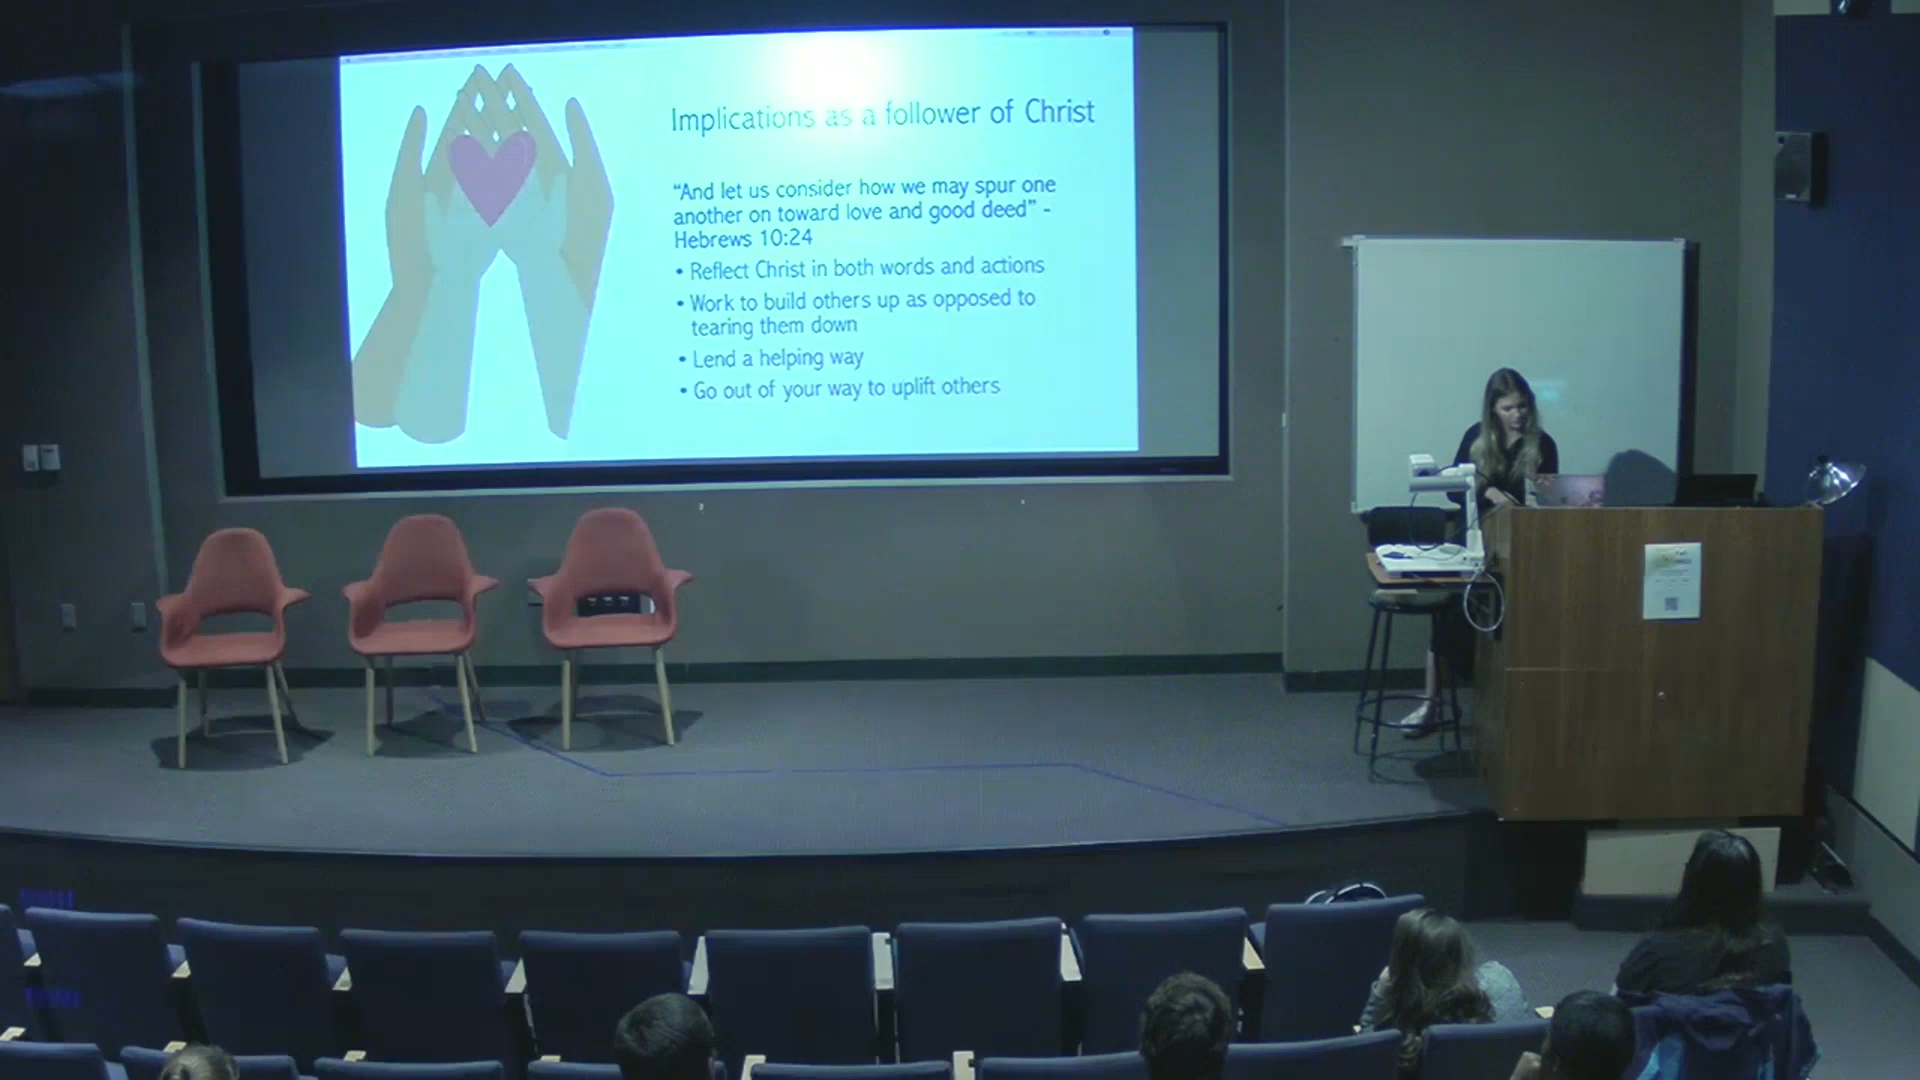 Implications as a follower of Christ
“And let us consider how we may spur one
another on toward love and good deed” -
Hebrews 10:24
• Reflect Christ in both words and actions
• Work to build others up as opposed to
tearing them down
• Lend a helping way
• Go out of your way to uplift others